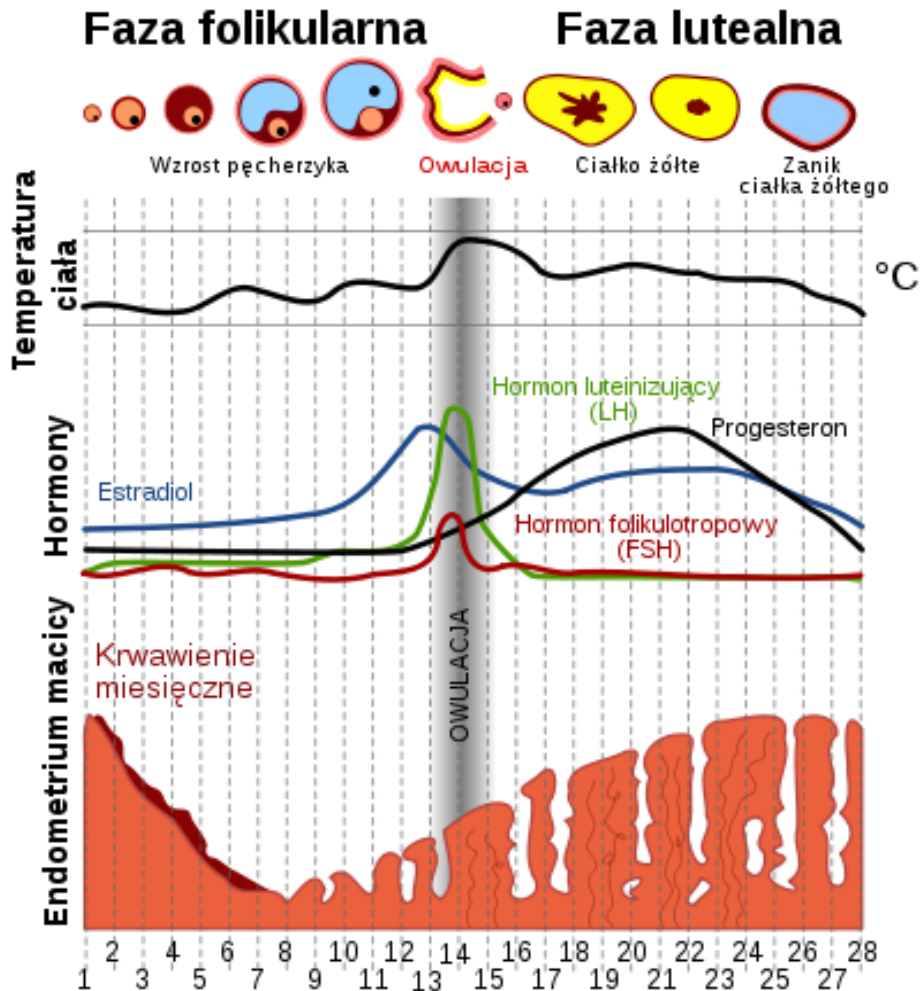 Faza folikularna
Faza lutealna
Wzrost pęcherzyka
Owulacja
Ciałko żółte
Zanik
ciałka żółtego
Temperatura
ciała
°C
Hormony
Hormon luteinizujący
(LH)
Progesteron
Estradiol
Hormon folikulotropowy
(FSH)
Endometrium macicy
OWULACJA
Krwawienie
miesięczne
2 4 6 8 10 12 14 16 18 20 22 24 26 28
1 3 5 7 9 11 13 15 17 19 21 23 25 27